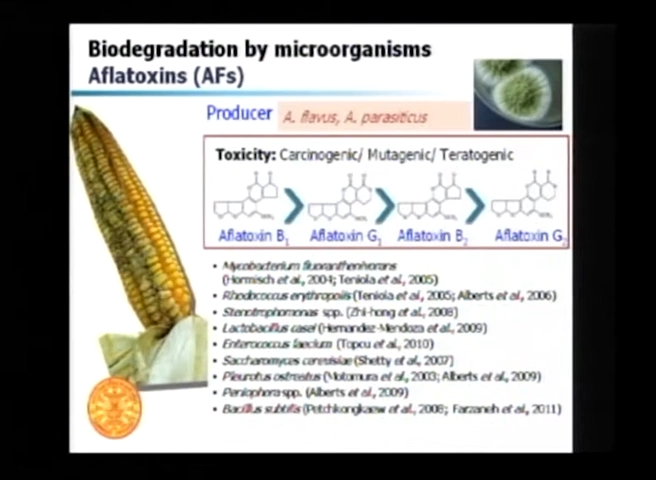 Biodegradation by microorganisms
Aflatoxins (AFs)
Producer A. flavus, A. parasiticus
Toxicity: Carcinogenic/ Mutagenic/ Teratogenic
Aflatoxin B1 Aflatoxin G1 Aflatoxin B2 Aflatoxin G2
• Mycobacterium fluoranthenivorans
(Hormisch et al., 2004; Teniola et al., 2005)
• Rhodococcus erythropolis (Teniola et al., 2005; Alberts et al., 2006)
• Stenotrophomonas spp. (Zhi-hong et al., 2008)
• Lactobacillus casei (Hernandez-Mendoza et al., 2009)
• Enterococcus faecium (Topcu et al., 2010)
• Saccharomyces cerevisiae (Shetty et al., 2007)
• Pleurotus ostreatus (Motomura et al., 2003; Alberts et al., 2009)
• Peniophora spp. (Alberts et al., 2009)
• Bacillus subtilis (Petchkongkaew et al., 2008; Farzaneh et al., 2011)